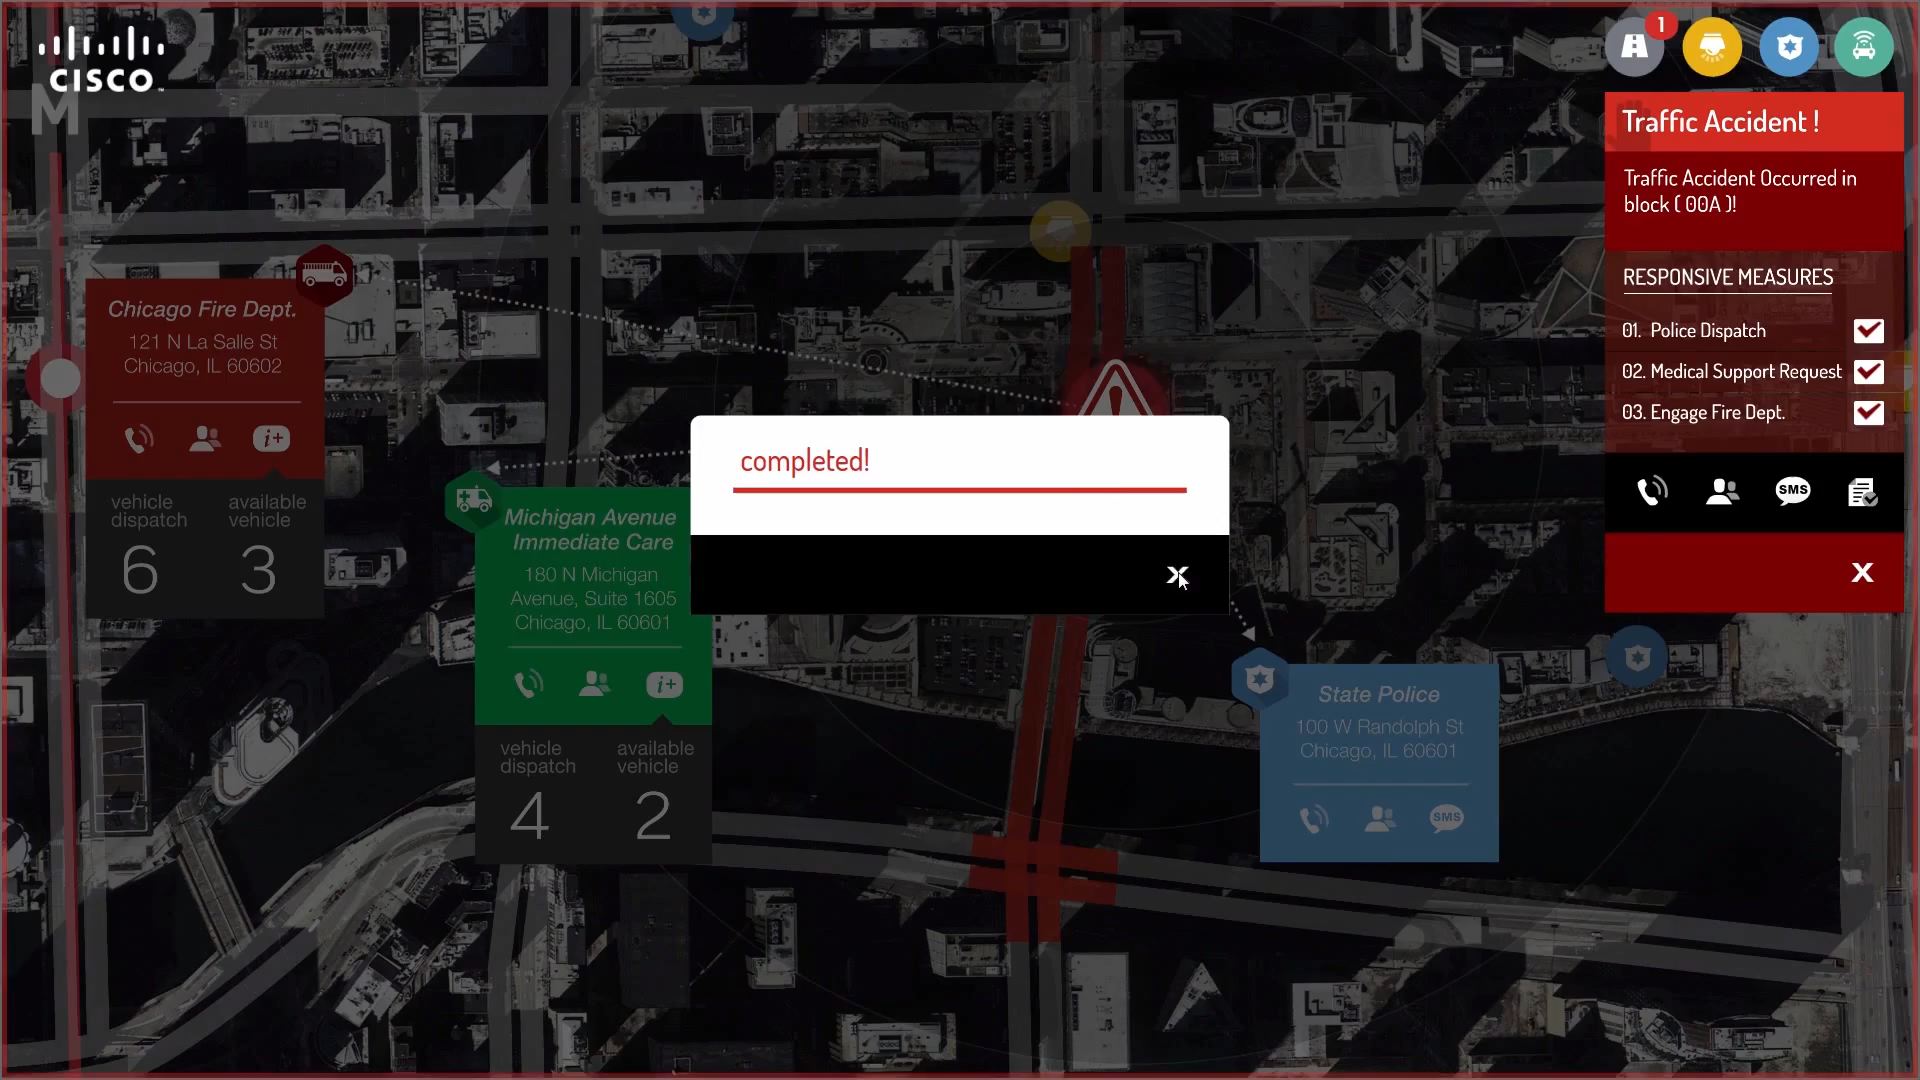 CISCO
M
1
Traffic Accident !
Traffic Accident Occurred in
block ( 00A )!
RESPONSIVE MEASURES
01. Police Dispatch
02. Medical Support Request
03. Engage Fire Dept.
SMS
X
Chicago Fire Dept.
121 N La Salle St
Chicago, IL 60602
i+
vehicle
dispatch
available
vehicle
6
3
completed!
X
Michigan Avenue
Immediate Care
180 N Michigan
Avenue, Suite 1605
Chicago, IL 60601
i+
vehicle
dispatch
available
vehicle
4
2
State Police
100 W Randolph St
Chicago, IL 60601
SMS